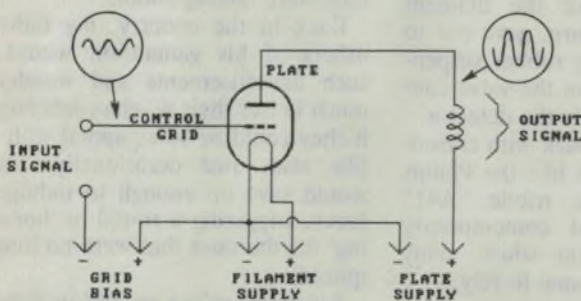 PLATE
CONTROL
GRID
INPUT
SIGNAL
OUTPUT
SIGNAL
- + - + - +
GRID
BIAS
FILAMENT
SUPPLY
PLATE
SUPPLY